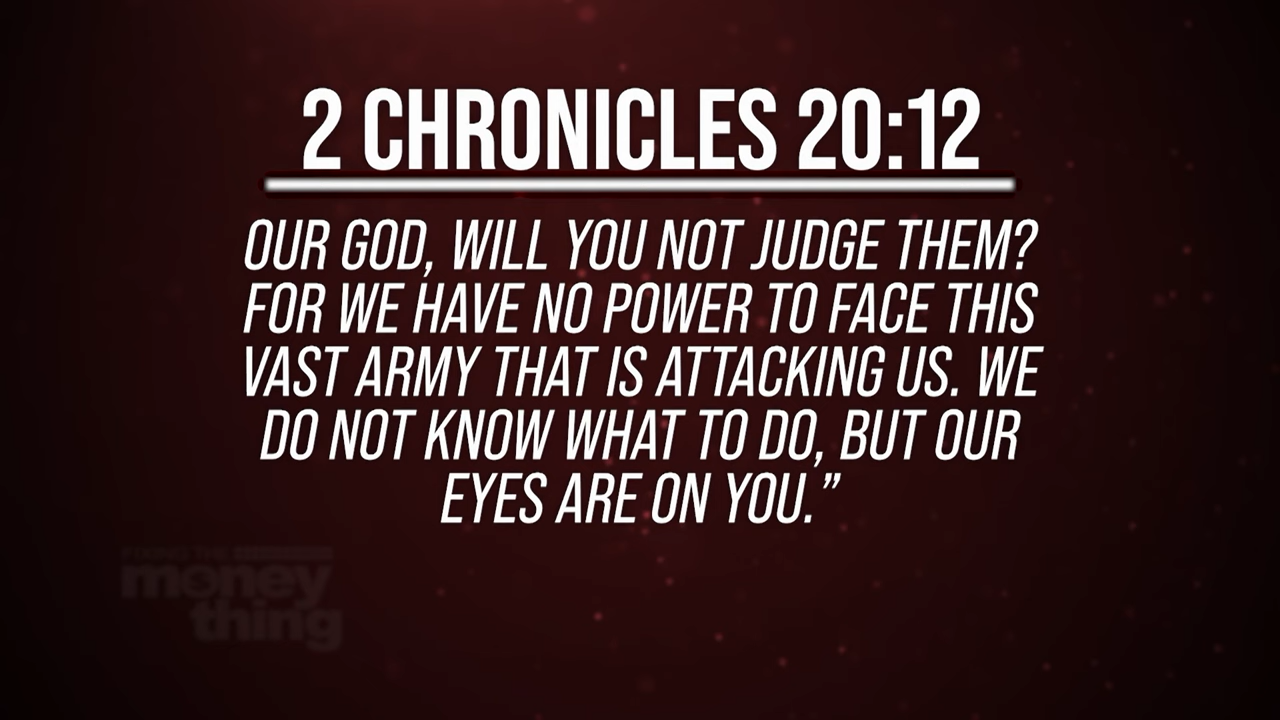 2 CHRONICLES 20:12
OUR GOD, WILL YOU NOT JUDGE THEM?
FOR WE HAVE NO POWER TO FACE THIS
VAST ARMY THAT IS ATTACKING US. WE
DO NOT KNOW WHAT TO DO, BUT OUR
EYES ARE ON YOU.”
FIXING THE
money
thing